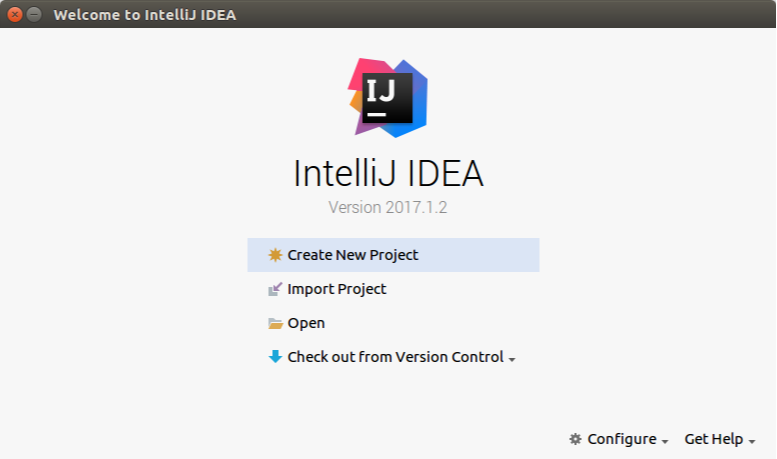 Welcome to IntelliJ IDEA
IJ
IntelliJ IDEA
Version 2017.1.2
Create New Project
Import Project
Open
Check out from Version Control
Configure Get Help